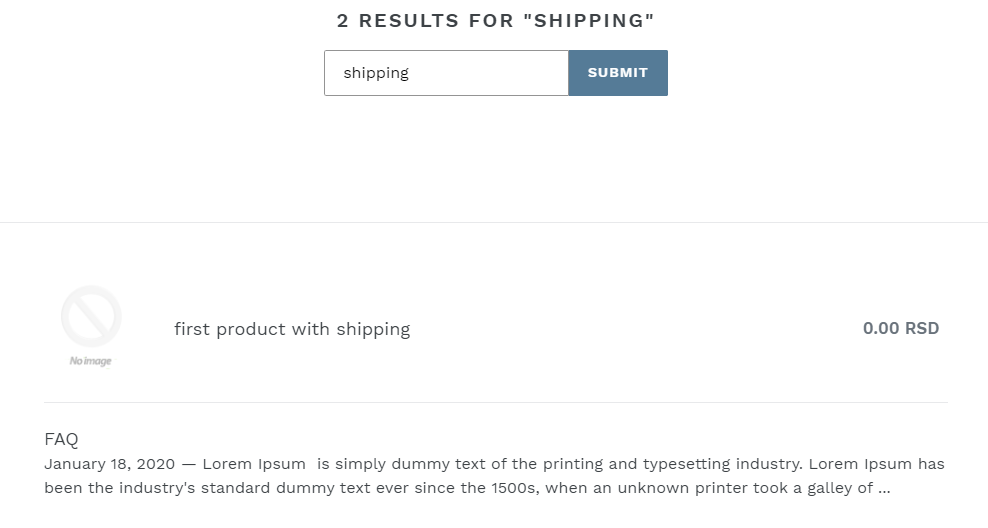 2 RESULTS FOR "SHIPPING"
shipping SUBMIT
first product with shipping 0.00 RSD
No image
FAQ
January 18, 2020 — Lorem Ipsum  is simply dummy text of the printing and typesetting industry. Lorem Ipsum has
been the industry's standard dummy text ever since the 1500s, when an unknown printer took a galley of ...